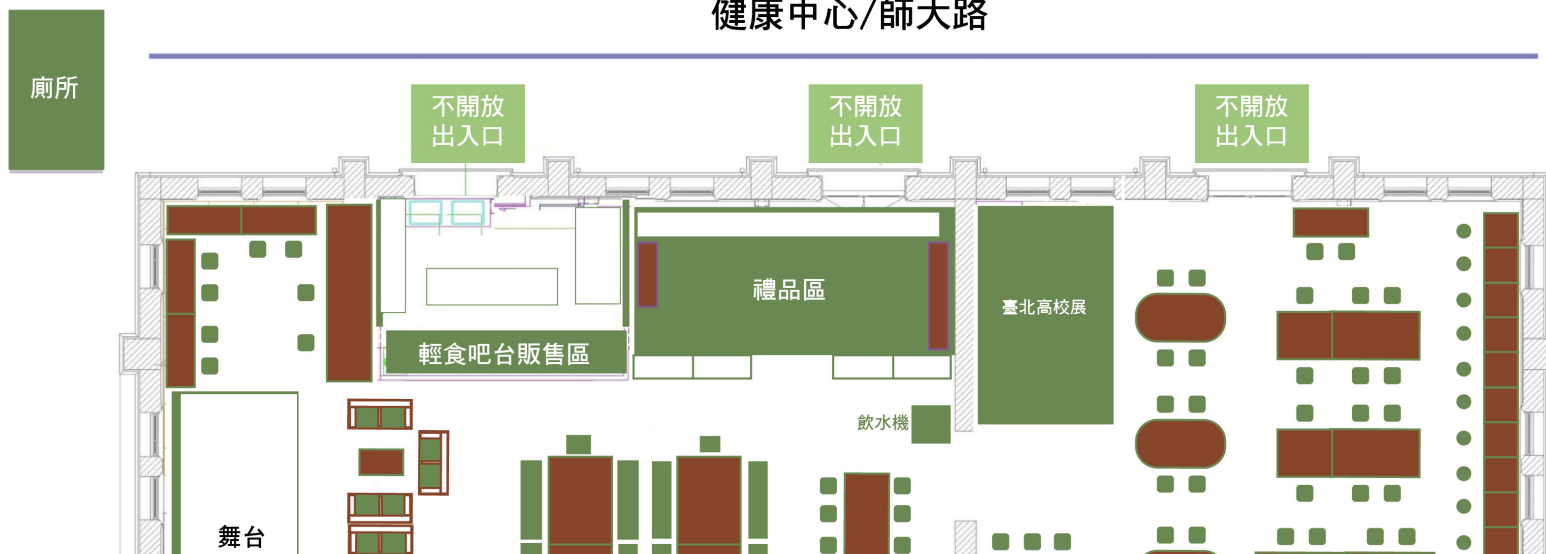 健康中心/師大路
廁所
不開放
出入口
不開放
出入口
不開放
出入口
禮品區
臺北高校展
輕食吧台販售區
飲水機
舞台